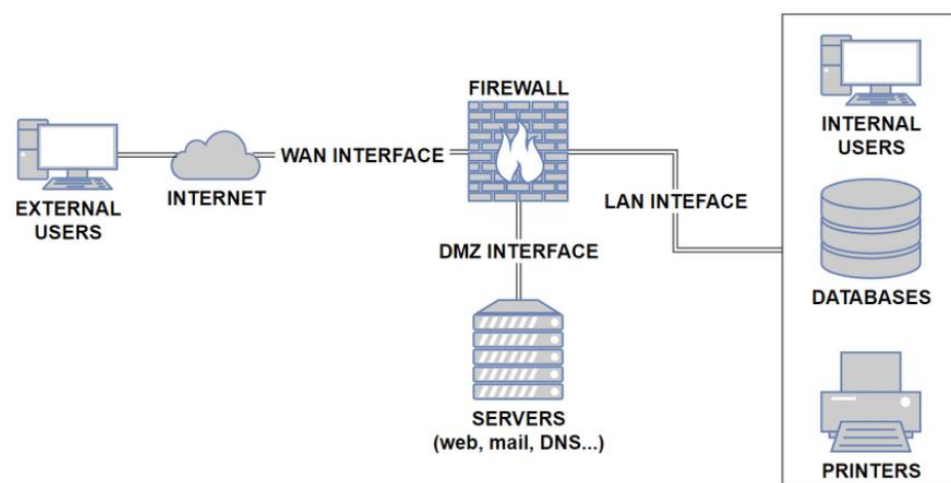 FIREWALL
EXTERNAL
USERS
INTERNET
WAN INTERFACE
LAN INTEFACE
DMZ INTERFACE
SERVERS
(web, mail, DNS...)
INTERNAL
USERS
DATABASES
PRINTERS